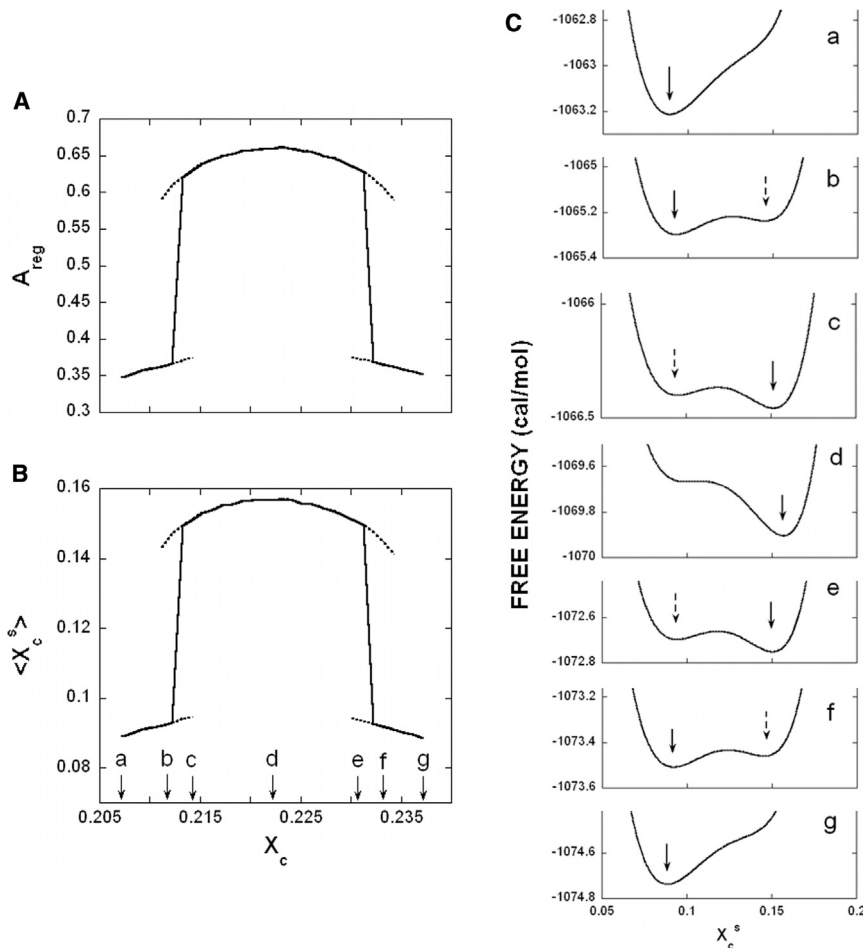 A
0.7
0.65
0.6
0.55
0.5
0.45
0.4
0.35
0.3
A_reg
B
0.16
0.14
0.12
0.1
0.08
<X_c^s>
a b c d e f g
0.205 0.215 0.225 0.235
X_c
C
FREE ENERGY (cal/mol)
-1062.8
-1063
-1063.2
a
-1065
-1065.2
-1065.4
b
-1066
-1066.5
c
-1069.6
-1069.8
-1070
d
-1072.6
-1072.8
e
-1073.2
-1073.4
-1073.6
f
-1074.6
-1074.8
g
0.05 0.1 0.15 0.2
X_c^s